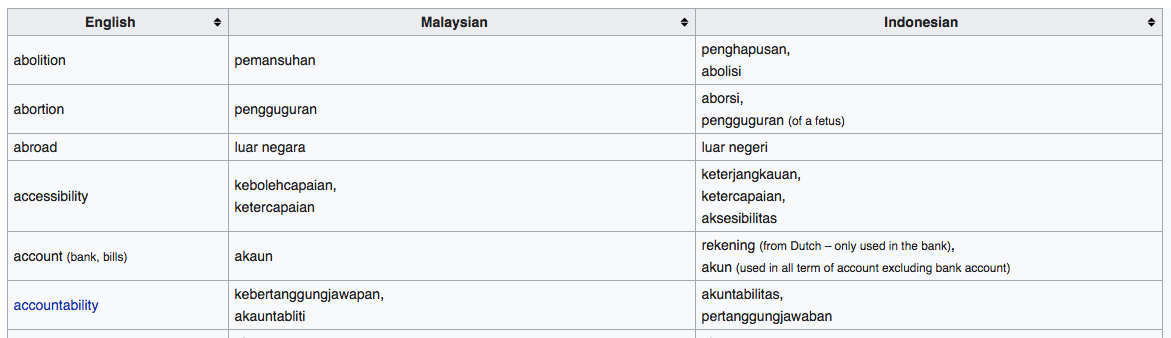 English Malaysian Indonesian
abolition pemansuhan penghapusan,
abolisi
abortion pengguguran aborsi,
pengguguran (of a fetus)
abroad luar negara luar negeri
accessibility kebolehcapaian, keterjangkauan,
ketercapaian ketercapaian,
aksesibilitas
account (bank, bills) akaun rekening (from Dutch – only used in the bank),
akun (used in all term of account excluding bank account)
accountability kebertanggungjawapan, akuntabilitas,
akauntabliti pertanggungjawaban